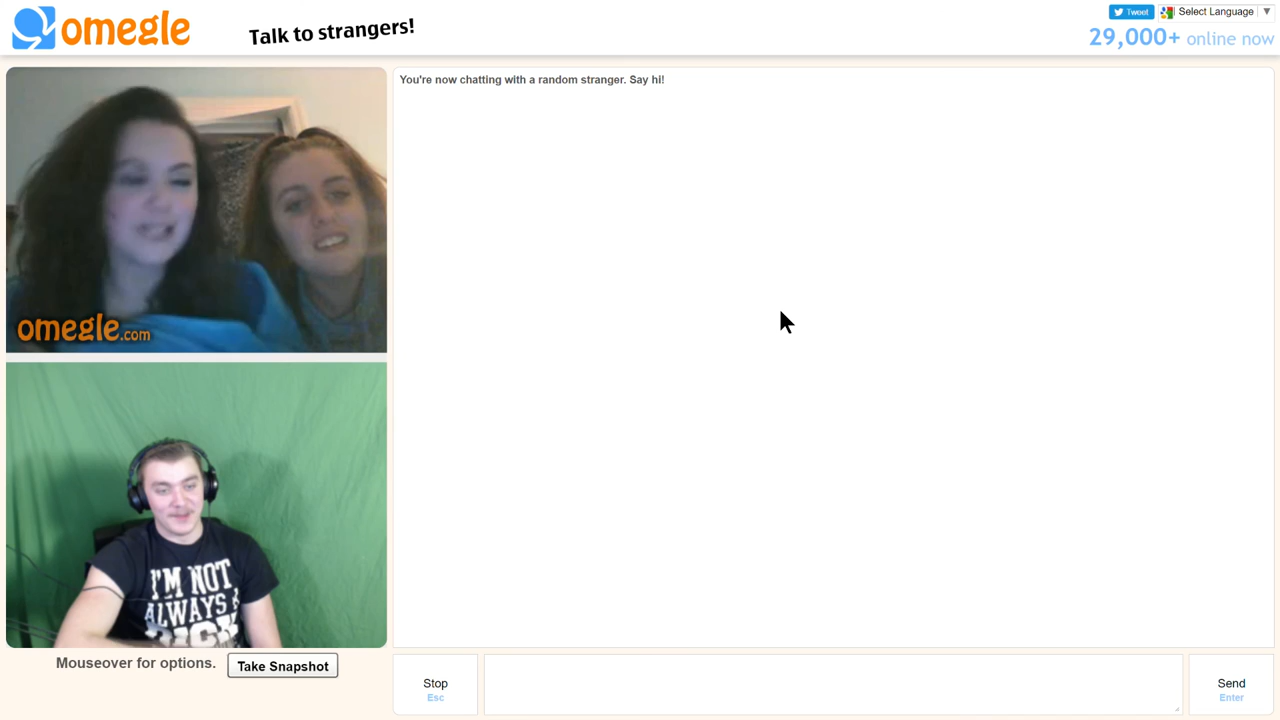 omegle
Talk to strangers!
Tweet
Select Language
29,000+ online now
You're now chatting with a random stranger. Say hi!
omegle.com
I'M NOT
ALWAYS A
Mouseover for options.
Take Snapshot
Stop
Esc
Send
Enter